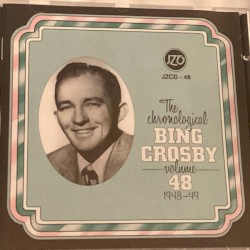 JZO
JZCD - 48
The
chronological
BING
CROSBY
volume
48
1948-49